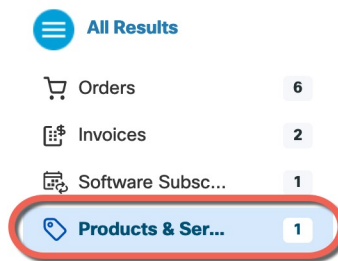 All Results
Orders 6
Invoices 2
Software Subsc... 1
Products & Ser... 1